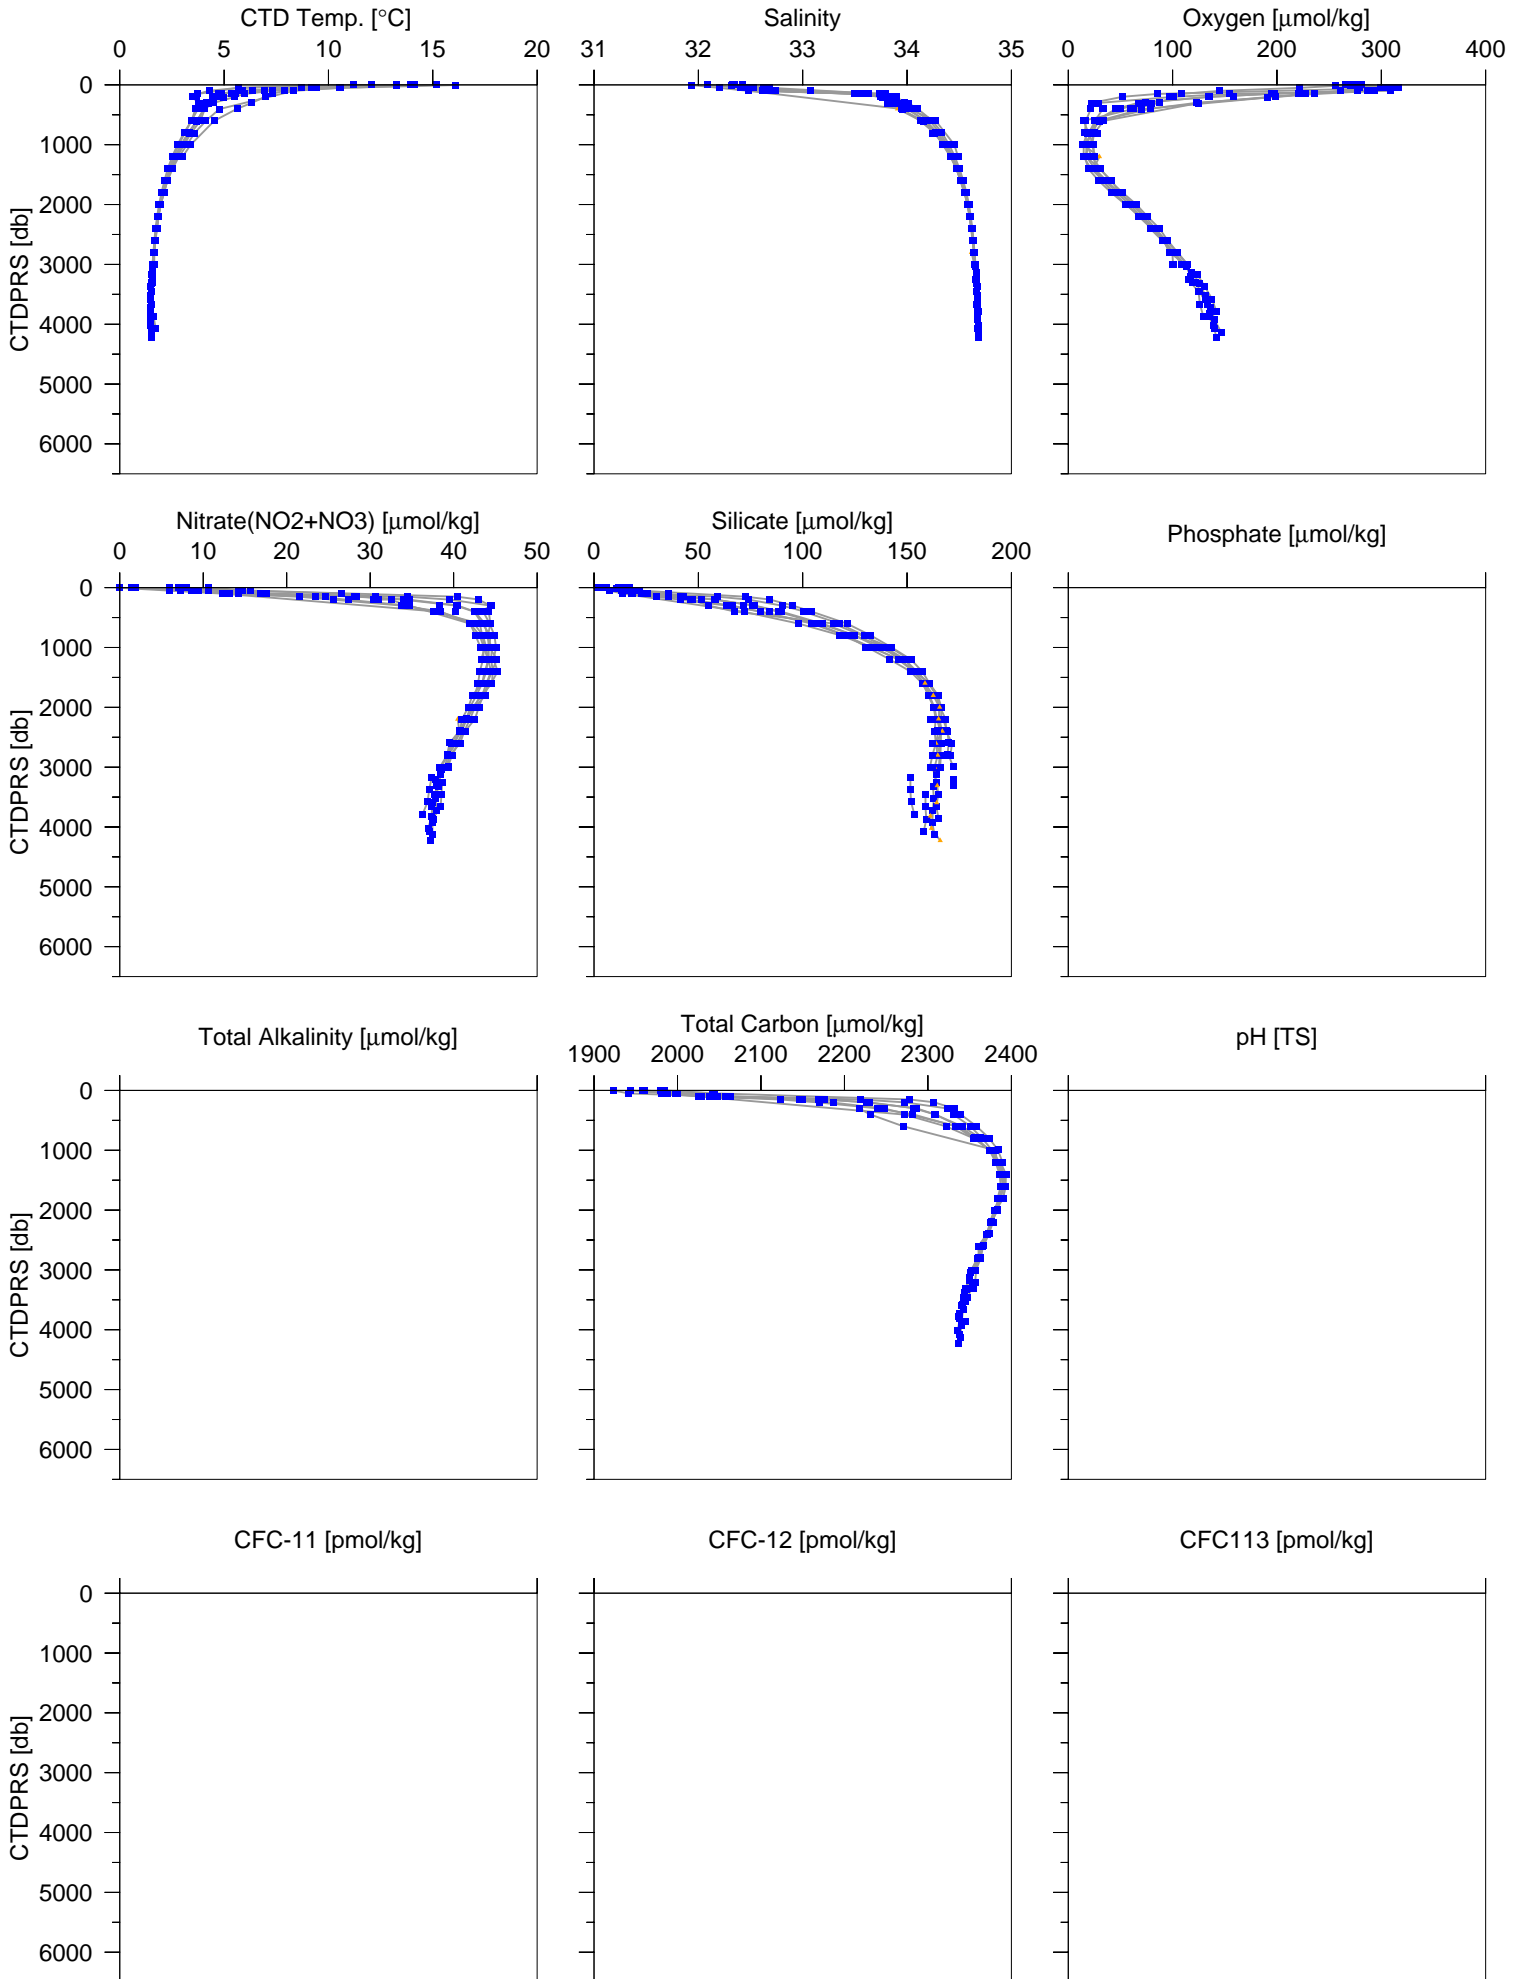 CTD Temp. [°C]
Salinity
Oxygen [μmol/kg]
0 5 10 15 20
31 32 33 34 35
0 100 200 300 400
0
1000
2000
3000
4000
5000
6000
CTDPRS [db]
Nitrate(NO2+NO3) [μmol/kg]
Silicate [μmol/kg]
Phosphate [μmol/kg]
0 10 20 30 40 50
0 50 100 150 200
0
1000
2000
3000
4000
5000
6000
CTDPRS [db]
Total Alkalinity [μmol/kg]
Total Carbon [μmol/kg]
pH [TS]
1900 2000 2100 2200 2300 2400
0
1000
2000
3000
4000
5000
6000
CTDPRS [db]
CFC-11 [pmol/kg]
CFC-12 [pmol/kg]
CFC113 [pmol/kg]
0
1000
2000
3000
4000
5000
6000
CTDPRS [db]